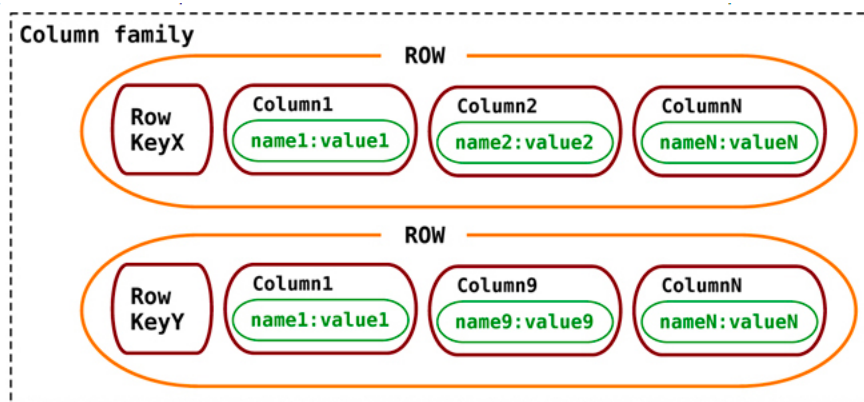 Column family
ROW
Row
KeyX
Column1
name1:value1
Column2
name2:value2
ColumnN
nameN:valueN
ROW
Row
KeyY
Column1
name1:value1
Column9
name9:value9
ColumnN
nameN:valueN